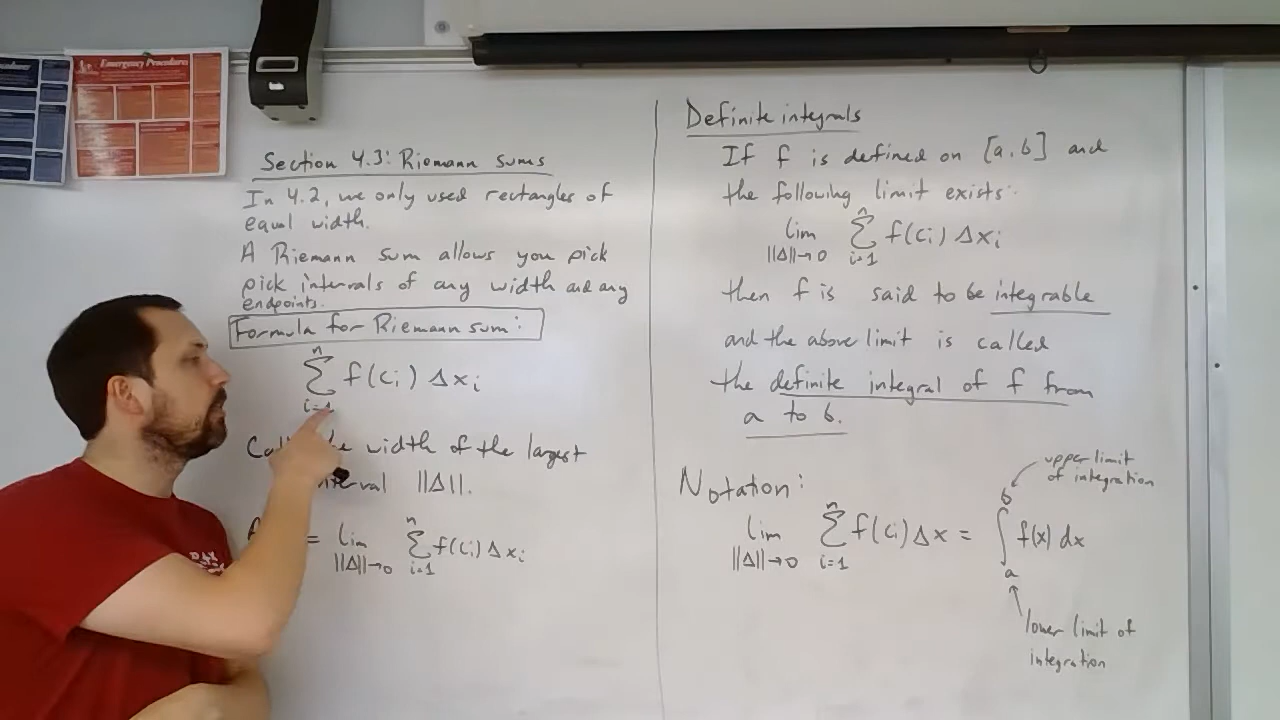 Emergency Procedures
Section 4.3: Riemann sums
In 4.2, we only used rectangles of
equal width.
A Riemann sum allows you pick
pick intervals of any width and any
endpoints.
Formula for Riemann sum:
n
∑ f(ci) Δxi
i=1
width of the largest
||Δ||.
= lim ∑ f(ci) Δxi
||Δ||→0 i=1
Definite integrals
If f is defined on [a,b] and
the following limit exists:
n
lim ∑ f(ci) Δxi
||Δ||→0 i=1
then f is said to be integrable
and the above limit is called
the definite integral of f from
a to b.
Notation:
upper limit
of integration
n b
lim ∑ f(ci) Δx = ∫ f(x) dx
||Δ||→0 i=1 a
lower limit of
integration